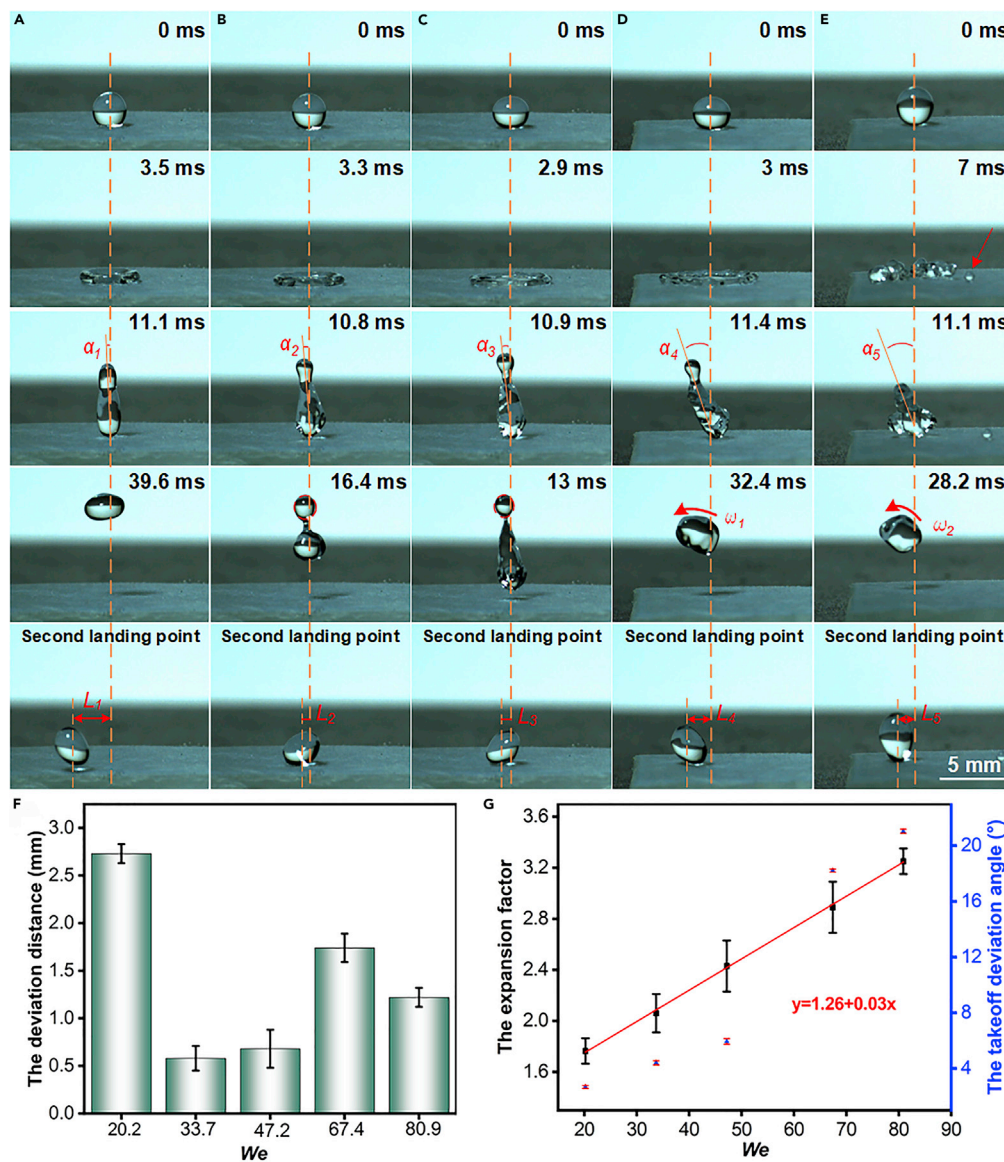 A
B
C
D
E
0 ms
0 ms
0 ms
0 ms
0 ms
3.5 ms
3.3 ms
2.9 ms
3 ms
7 ms
11.1 ms
10.8 ms
10.9 ms
11.4 ms
11.1 ms
α1
α2
α3
α4
α5
39.6 ms
16.4 ms
13 ms
32.4 ms
28.2 ms
ω1
ω2
Second landing point
Second landing point
Second landing point
Second landing point
Second landing point
L1
L2
L3
L4
L5
5 mm
F
The deviation distance (mm)
3.0
2.5
2.0
1.5
1.0
0.5
0.0
20.2
33.7
47.2
67.4
80.9
We
G
The expansion factor
3.6
3.2
2.8
2.4
2.0
1.6
y=1.26+0.03x
20
16
12
8
4
The takeoff deviation angle (°)
20
30
40
50
60
70
80
90
We